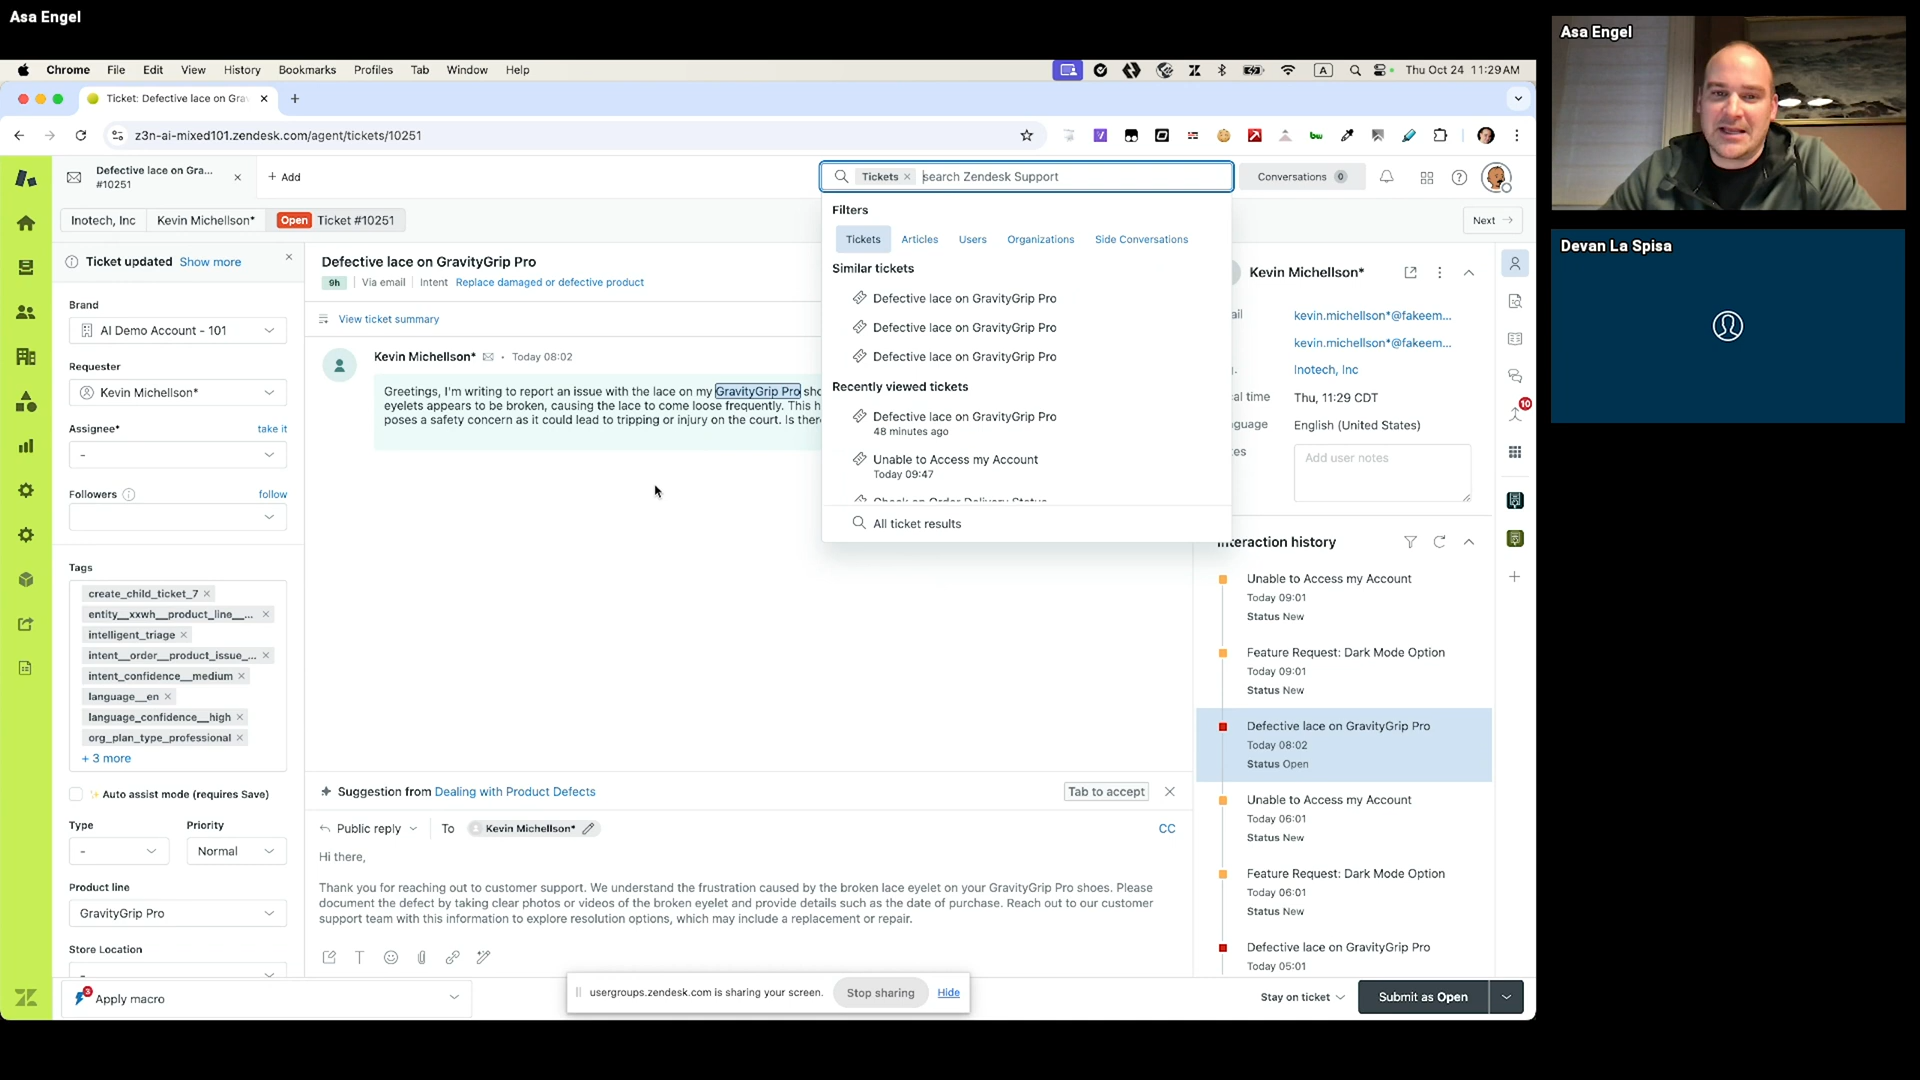 Asa Engel
Asa Engel
Devan La Spisa
Chrome File Edit View History Bookmarks Profiles Tab Window Help
A
Thu Oct 24 11:29 AM
Ticket: Defective lace on Gra
z3n-ai-mixed101.zendesk.com/agent/tickets/10251
Defective lace on Gra...
#10251
+ Add
Tickets
search Zendesk Support
Conversations 0
Inotech, Inc
Kevin Michellson*
Open Ticket #10251
Next
Filters
Tickets Articles Users Organizations Side Conversations
Similar tickets
Defective lace on GravityGrip Pro
Defective lace on GravityGrip Pro
Defective lace on GravityGrip Pro
Recently viewed tickets
Defective lace on GravityGrip Pro
48 minutes ago
Unable to Access my Account
Today 09:47
Check on Order Delivery Status
All ticket results
Ticket updated Show more
Brand
AI Demo Account - 101
Requester
Kevin Michellson*
Assignee* take it
-
Followers follow
Tags
create_child_ticket_7
entity__xxwh__product_line__...
intelligent_triage
intent__order__product_issue_...
intent_confidence__medium
language__en
language_confidence__high
org_plan_type_professional
+ 3 more
Auto assist mode (requires Save)
Type Priority
- Normal
Product line
GravityGrip Pro
Store Location
-
Apply macro
3
Defective lace on GravityGrip Pro
9h Via email Intent Replace damaged or defective product
View ticket summary
Kevin Michellson* • Today 08:02
Greetings, I'm writing to report an issue with the lace on my GravityGrip Pro sho
eyelets appears to be broken, causing the lace to come loose frequently. This h
poses a safety concern as it could lead to tripping or injury on the court. Is ther
Suggestion from Dealing with Product Defects
Tab to accept
Public reply To Kevin Michellson* CC
Hi there,
Thank you for reaching out to customer support. We understand the frustration caused by the broken lace eyelet on your GravityGrip Pro shoes. Please
document the defect by taking clear photos or videos of the broken eyelet and provide details such as the date of purchase. Reach out to our customer
support team with this information to explore resolution options, which may include a replacement or repair.
usergroups.zendesk.com is sharing your screen. Stop sharing Hide
Stay on ticket
Submit as Open
Kevin Michellson*
ail kevin.michellson*@fakeem...
kevin.michellson*@fakeem...
. Inotech, Inc
al time Thu, 11:29 CDT
guage English (United States)
es Add user notes
10
Interaction history
Unable to Access my Account
Today 09:01
Status New
Feature Request: Dark Mode Option
Today 09:01
Status New
Defective lace on GravityGrip Pro
Today 08:02
Status Open
Unable to Access my Account
Today 06:01
Status New
Feature Request: Dark Mode Option
Today 06:01
Status New
Defective lace on GravityGrip Pro
Today 05:01